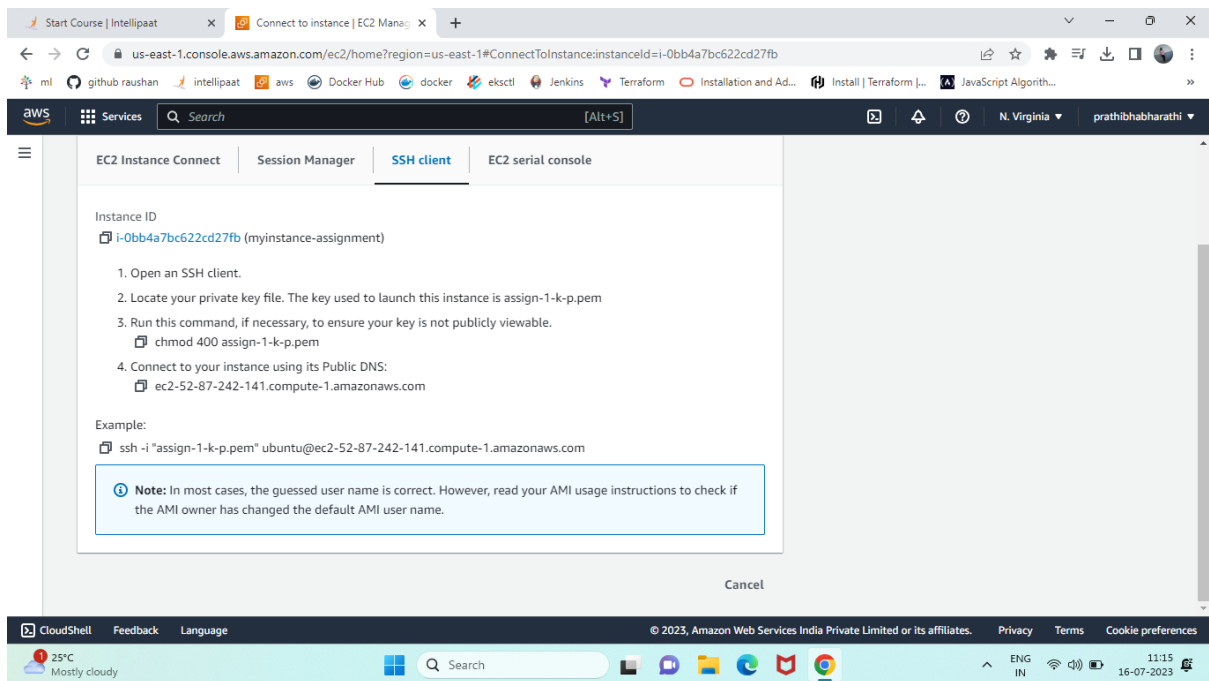 Start Course | Intellipaat
Connect to instance | EC2 Manag
us-east-1.console.aws.amazon.com/ec2/home?region=us-east-1#ConnectToInstance:instanceId=i-0bb4a7bc622cd27fb
ml github raushan intellipaat aws Docker Hub docker eksctl Jenkins Terraform Installation and Ad... Install | Terraform |... JavaScript Algorith...
aws Services Search [Alt+S] N. Virginia prathibhabharathi
EC2 Instance Connect Session Manager SSH client EC2 serial console
Instance ID
i-0bb4a7bc622cd27fb (myinstance-assignment)
1. Open an SSH client.
2. Locate your private key file. The key used to launch this instance is assign-1-k-p.pem
3. Run this command, if necessary, to ensure your key is not publicly viewable.
chmod 400 assign-1-k-p.pem
4. Connect to your instance using its Public DNS:
ec2-52-87-242-141.compute-1.amazonaws.com
Example:
ssh -i "assign-1-k-p.pem" ubuntu@ec2-52-87-242-141.compute-1.amazonaws.com
Note: In most cases, the guessed user name is correct. However, read your AMI usage instructions to check if
the AMI owner has changed the default AMI user name.
Cancel
CloudShell Feedback Language © 2023, Amazon Web Services India Private Limited or its affiliates. Privacy Terms Cookie preferences
1 25°C
Mostly cloudy
Search
ENG
IN
11:15
16-07-2023